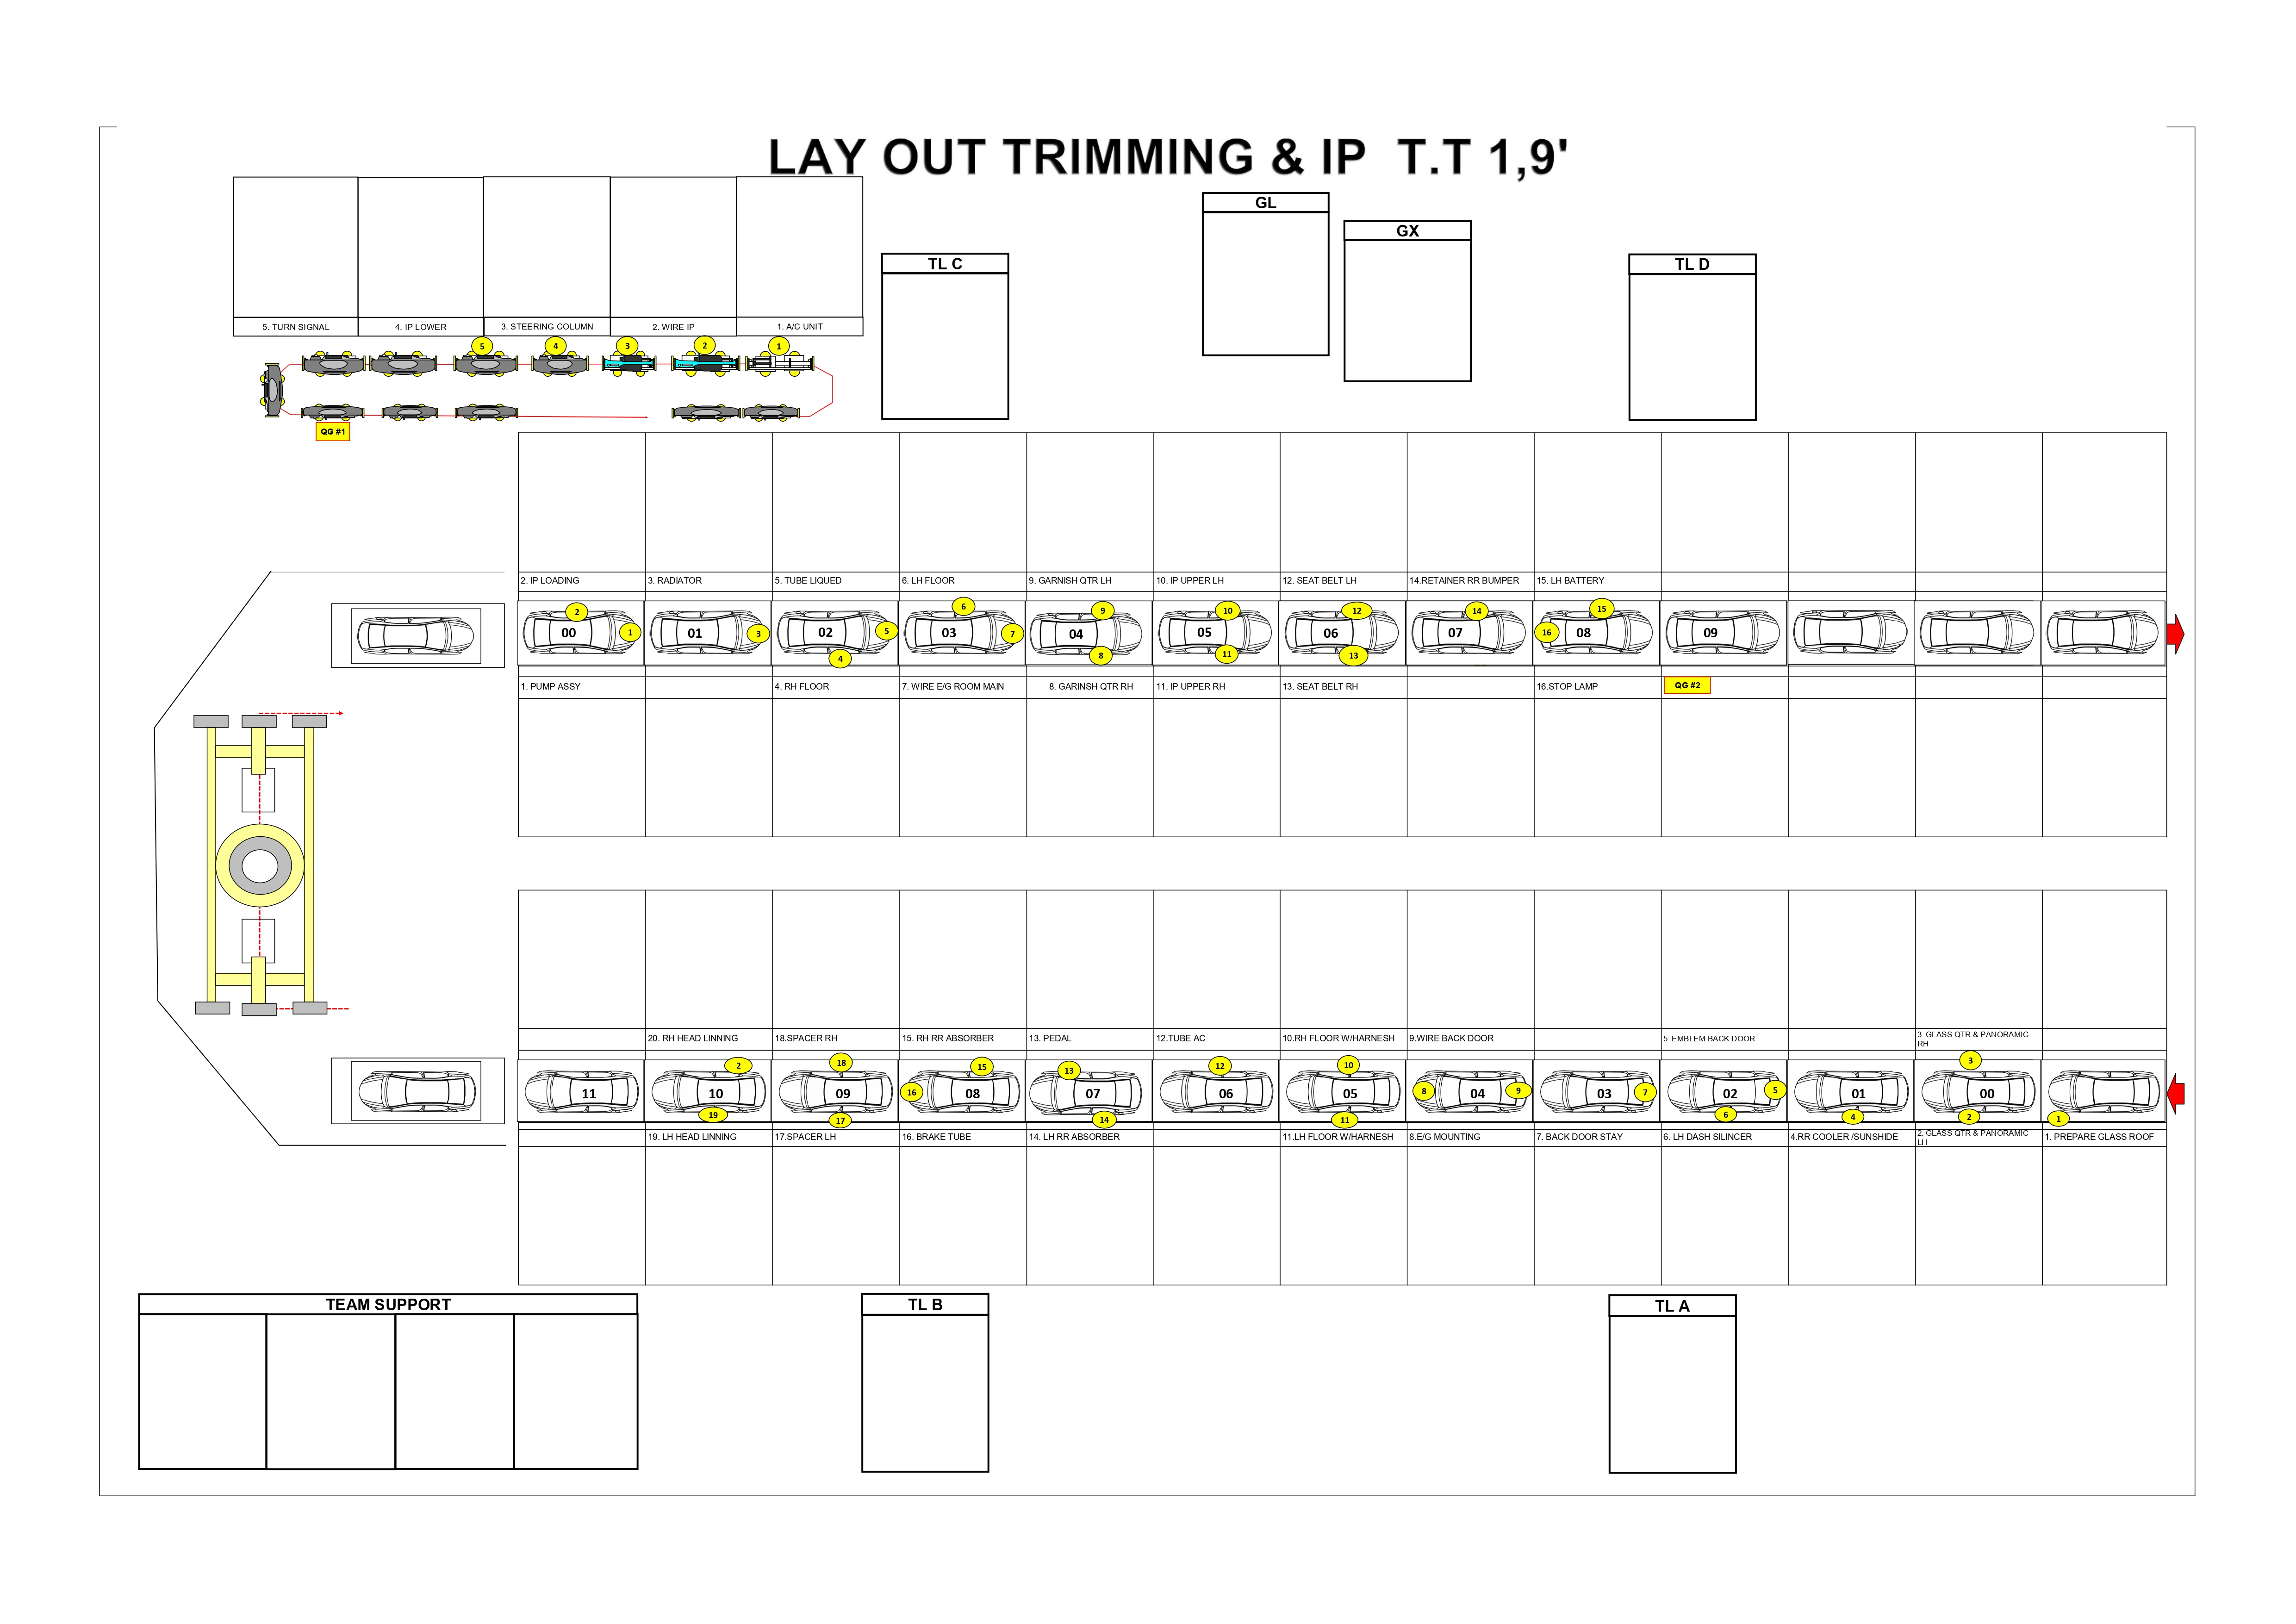 LAY OUT TRIMMING & IP  T.T 1,9'
GL
GX
TL C
TL D
5. TURN SIGNAL
4. IP LOWER
3. STEERING COLUMN
2. WIRE IP
1. A/C UNIT
5
4
3
2
1
QG #1
2. IP LOADING
3. RADIATOR
5. TUBE LIQUED
6. LH FLOOR
9. GARNISH QTR LH
10. IP UPPER LH
12. SEAT BELT LH
14.RETAINER RR BUMPER
15. LH BATTERY
2
6
9
10
12
14
15
00
1
01
3
02
5
03
7
04
05
06
07
16
08
09
4
8
11
13
1. PUMP ASSY
4. RH FLOOR
7. WIRE E/G ROOM MAIN
8. GARINSH QTR RH
11. IP UPPER RH
13. SEAT BELT RH
16.STOP LAMP
QG #2
20. RH HEAD LINNING
18.SPACER RH
15. RH RR ABSORBER
13. PEDAL
12.TUBE AC
10.RH FLOOR W/HARNESH
9.WIRE BACK DOOR
5. EMBLEM BACK DOOR
3. GLASS QTR & PANORAMIC
RH
2
18
15
13
12
10
3
11
10
09
16
08
07
06
05
8
04
9
03
7
02
5
01
00
19
17
14
11
6
4
2
1
19. LH HEAD LINNING
17.SPACER LH
16. BRAKE TUBE
14. LH RR ABSORBER
11.LH FLOOR W/HARNESH
8.E/G MOUNTING
7. BACK DOOR STAY
6. LH DASH SILINCER
4.RR COOLER /SUNSHIDE
2. GLASS QTR & PANORAMIC
LH
1. PREPARE GLASS ROOF
TEAM SUPPORT
TL B
TL A